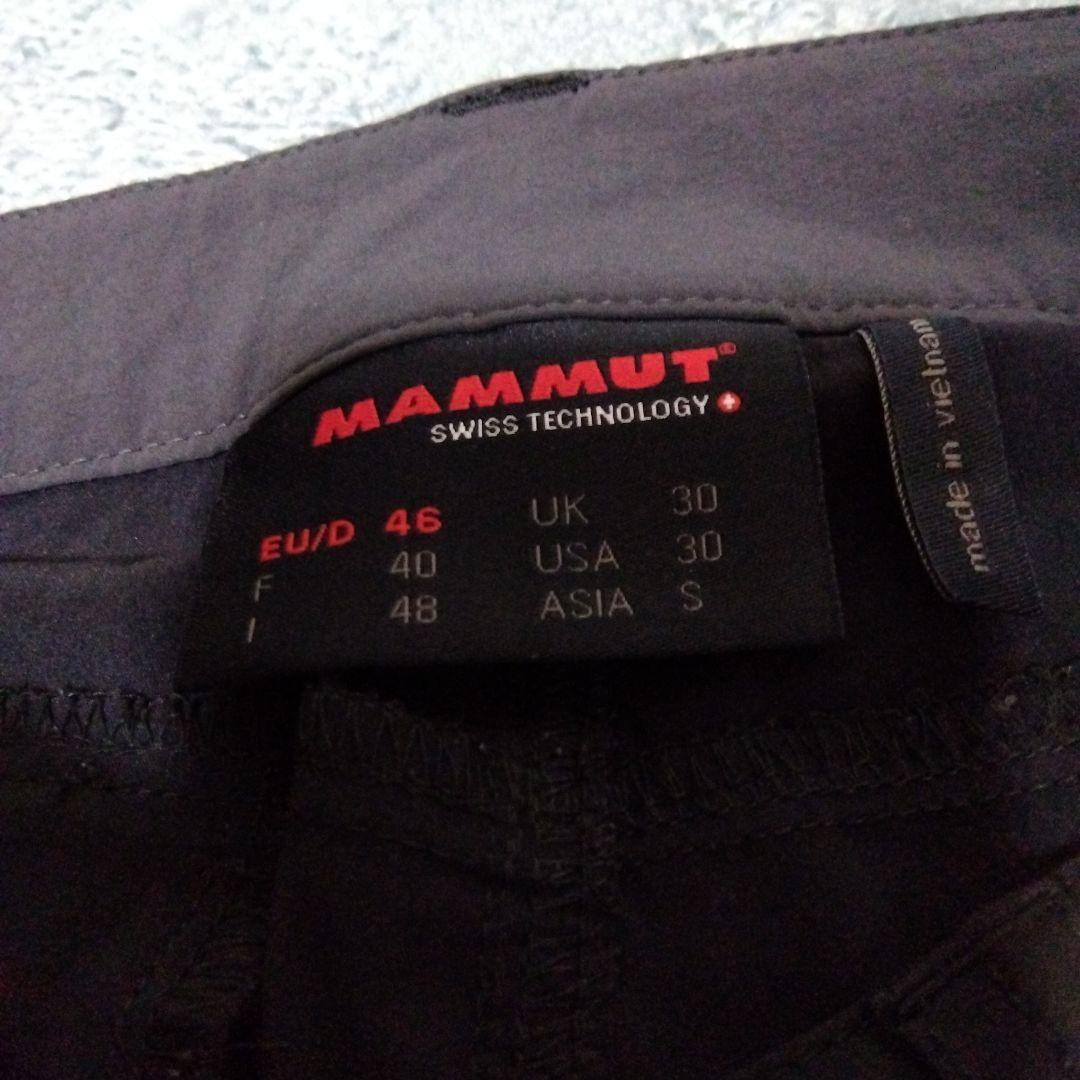 MAMMUT®
SWISS TECHNOLOGY
EU/D 46 UK 30
F 40 USA 30
I 48 ASIA S
made in vietnam